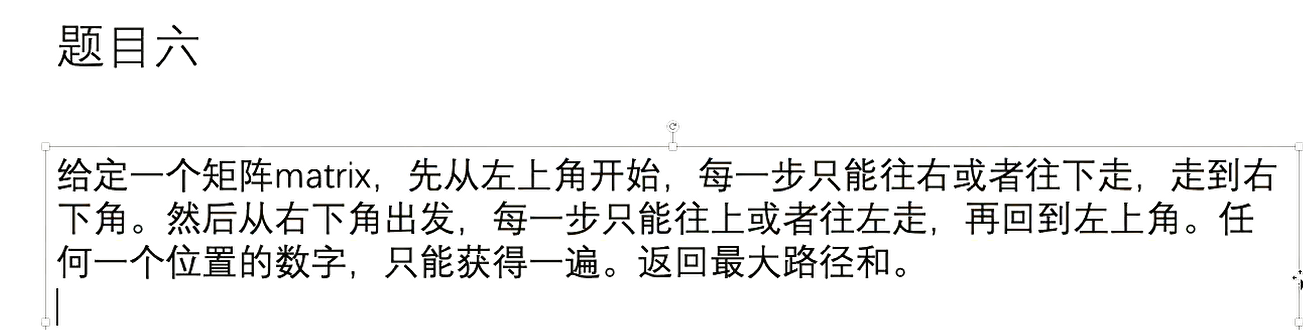 题目六
给定一个矩阵matrix，先从左上角开始，每一步只能往右或者往下走，走到右
下角。然后从右下角出发，每一步只能往上或者往左走，再回到左上角。任
何一个位置的数字，只能获得一遍。返回最大路径和。